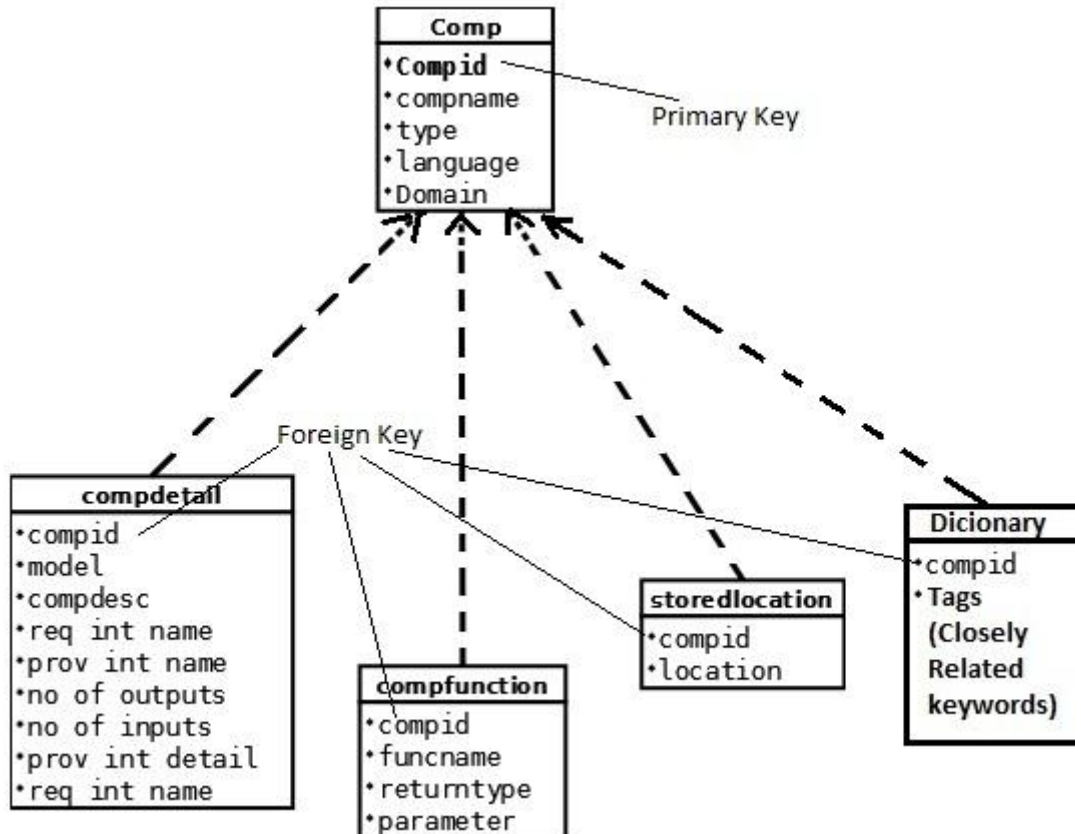 Comp
Compid
compname
type
language
Domain
Primary Key
Foreign Key
compdetail
compid
model
compdesc
req int name
prov int name
no of outputs
no of inputs
prov int detail
req int name
compfunction
compid
funcname
returntype
parameter
storedlocation
compid
location
Dicionary
compid
Tags
(Closely
Related
keywords)